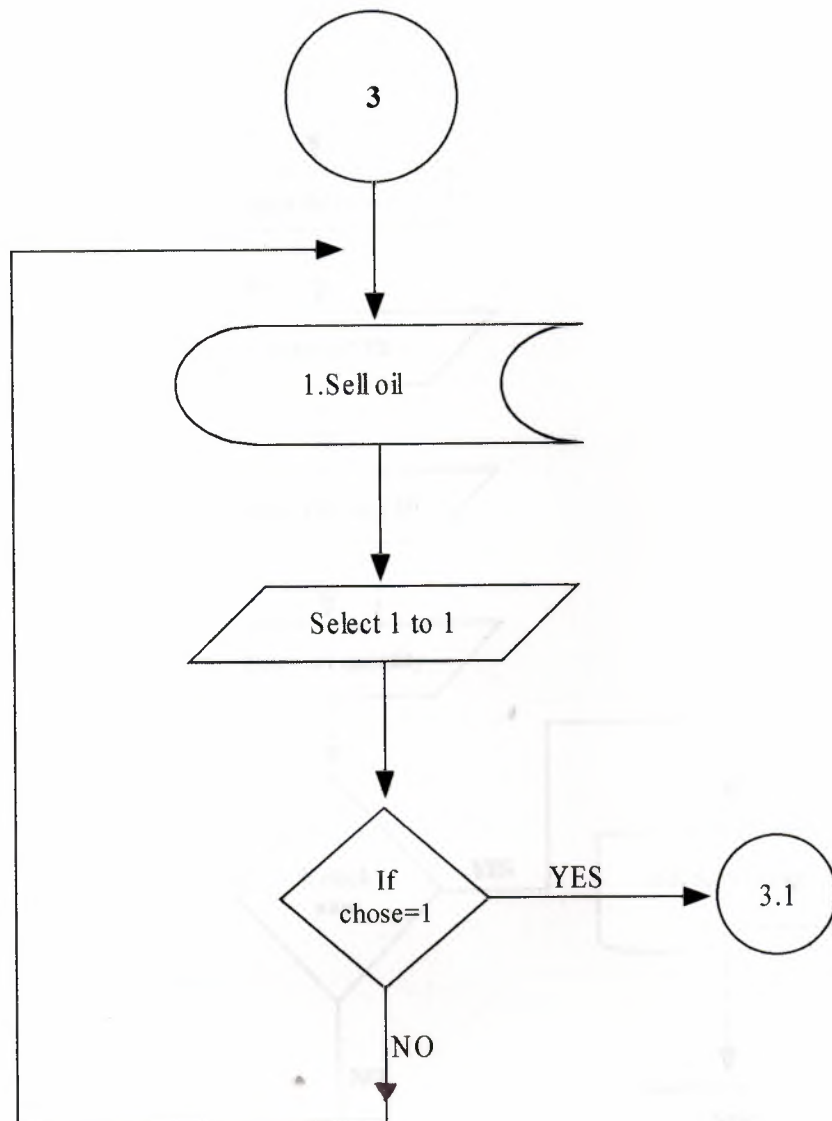 3
1.Sell oil
Select 1 to 1
If
chose=1
YES
3.1
NO